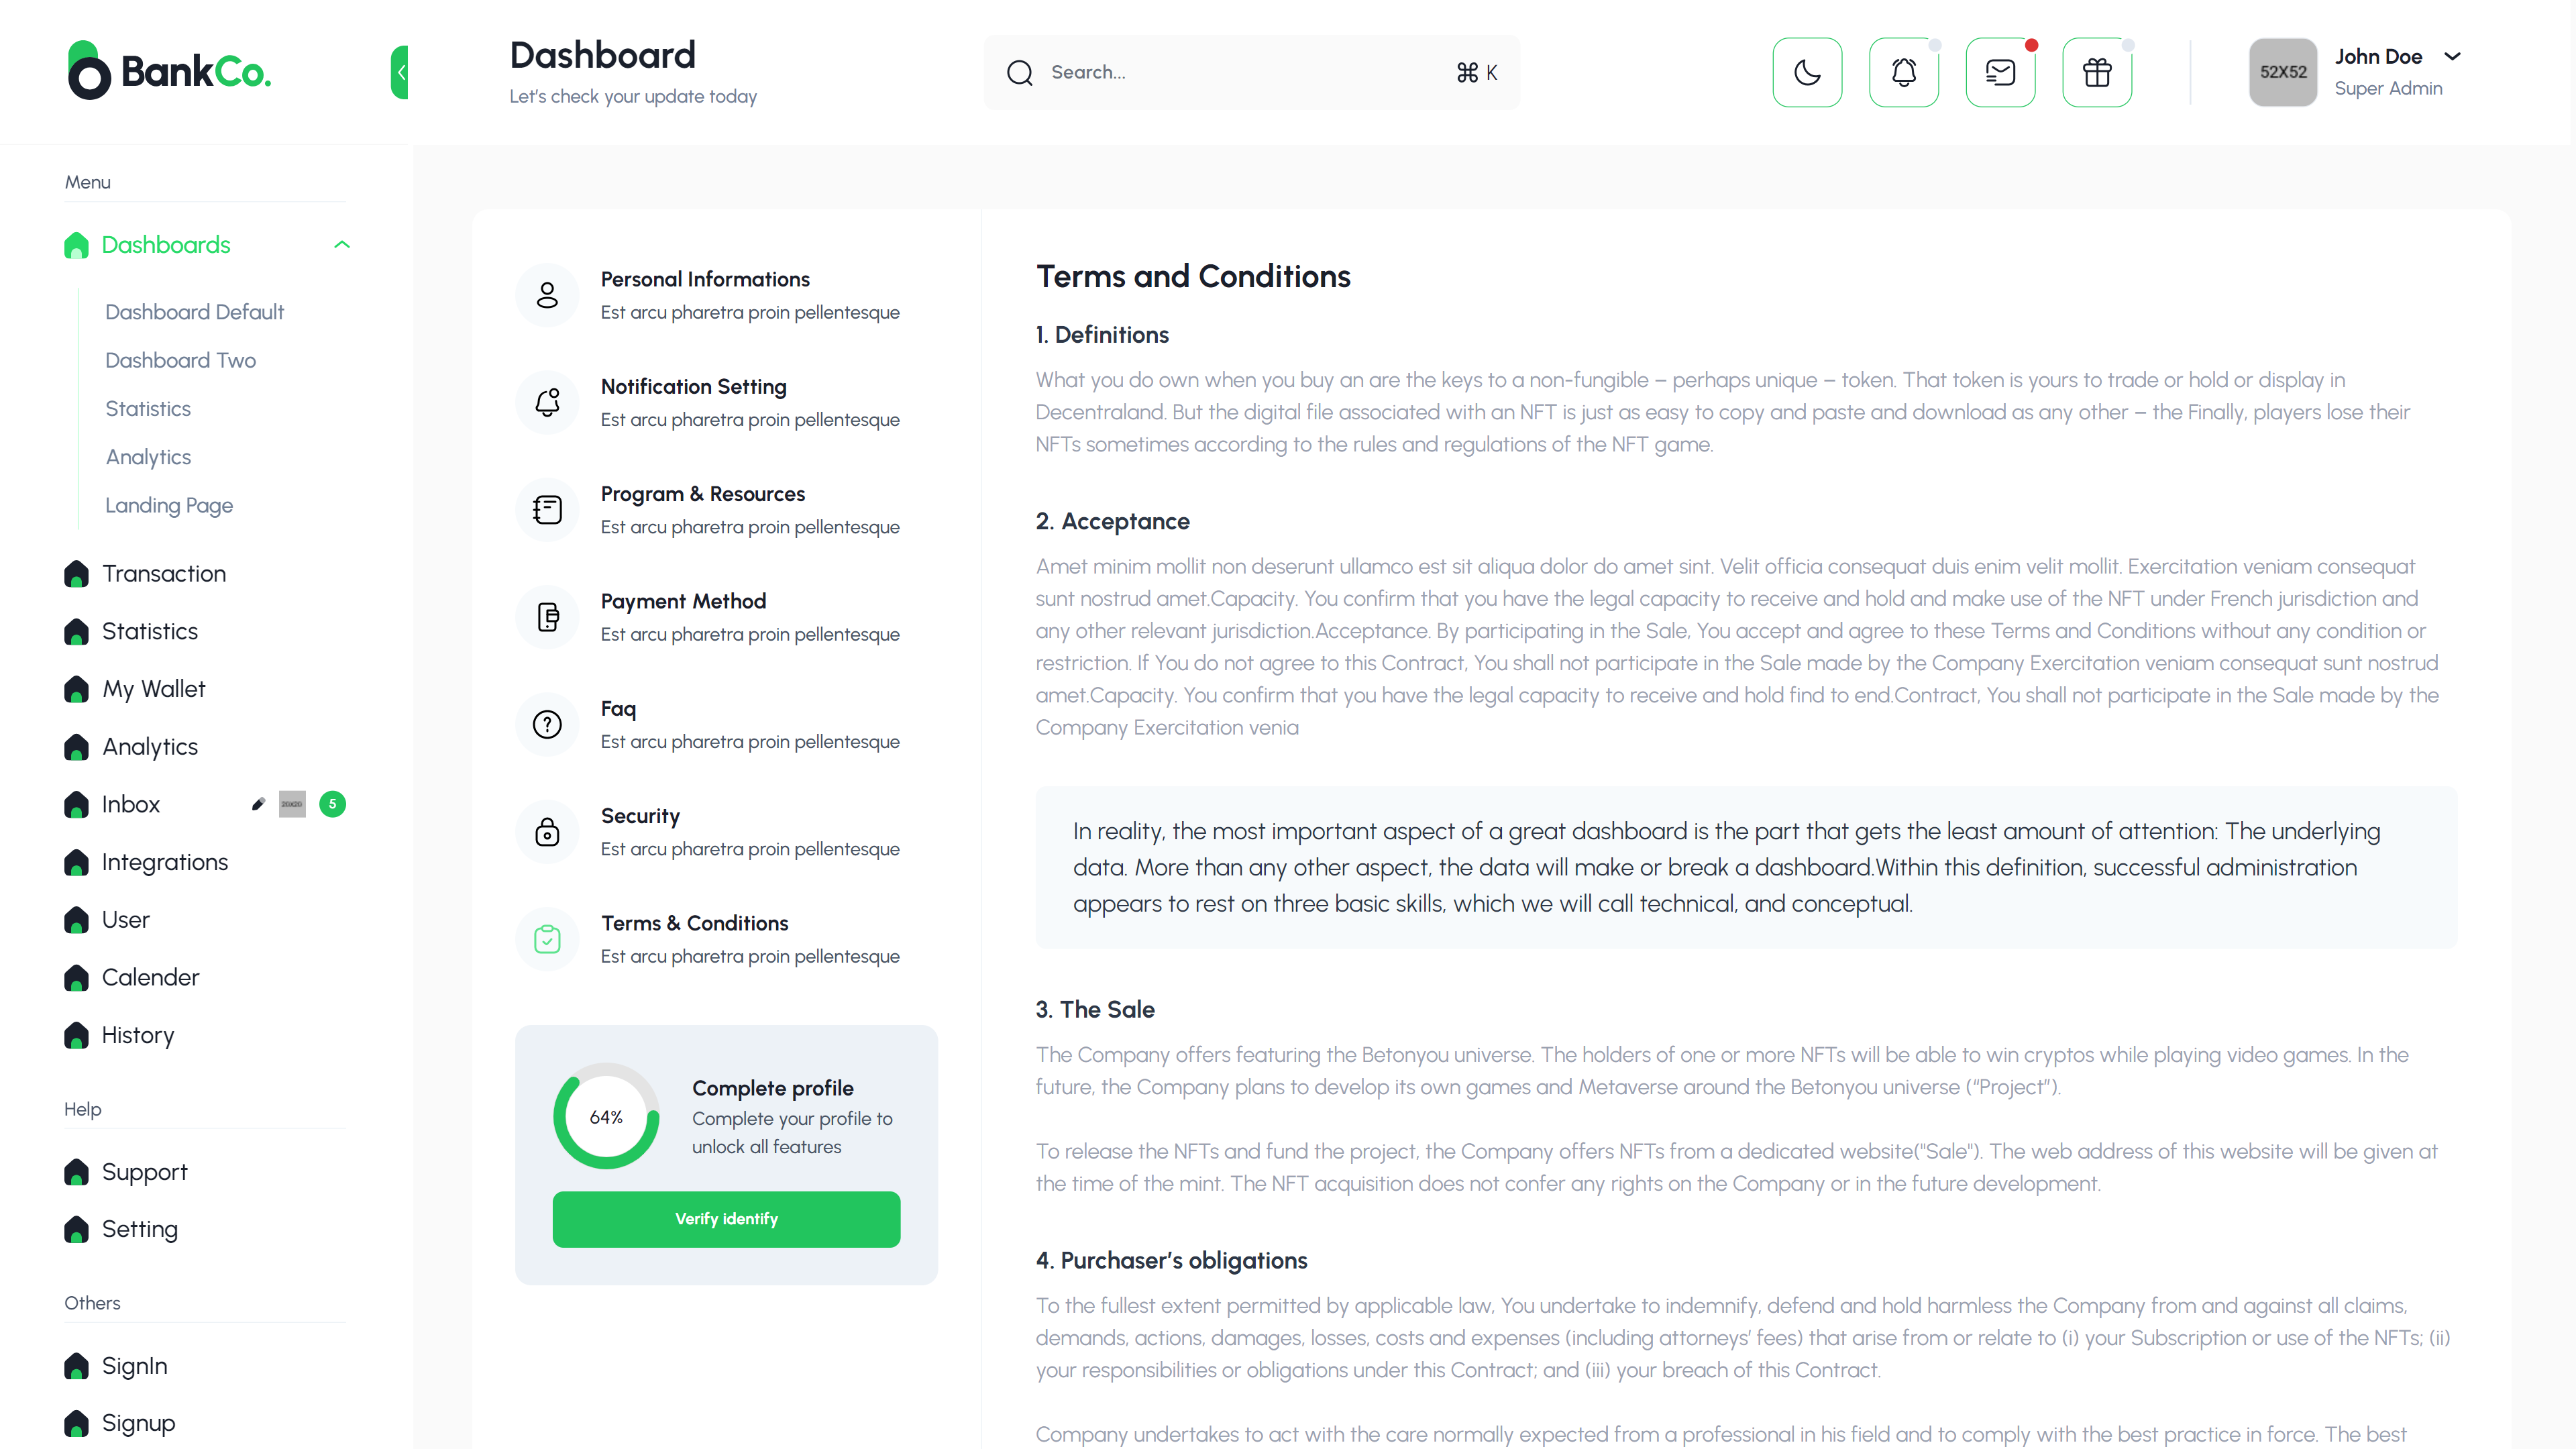 BankCo.
Dashboard
Let's check your update today
Search...
⌘ K
52X52
John Doe
Super Admin
Menu
Dashboards
Dashboard Default
Dashboard Two
Statistics
Analytics
Landing Page
Transaction
Statistics
My Wallet
Analytics
Inbox
20x20
5
Integrations
User
Calender
History
Help
Support
Setting
Others
SignIn
Signup
Personal Informations
Est arcu pharetra proin pellentesque
Notification Setting
Est arcu pharetra proin pellentesque
Program & Resources
Est arcu pharetra proin pellentesque
Payment Method
Est arcu pharetra proin pellentesque
Faq
Est arcu pharetra proin pellentesque
Security
Est arcu pharetra proin pellentesque
Terms & Conditions
Est arcu pharetra proin pellentesque
64%
Complete profile
Complete your profile to
unlock all features
Verify identify
Terms and Conditions
1. Definitions
What you do own when you buy an are the keys to a non-fungible – perhaps unique – token. That token is yours to trade or hold or display in
Decentraland. But the digital file associated with an NFT is just as easy to copy and paste and download as any other – the Finally, players lose their
NFTs sometimes according to the rules and regulations of the NFT game.
2. Acceptance
Amet minim mollit non deserunt ullamco est sit aliqua dolor do amet sint. Velit officia consequat duis enim velit mollit. Exercitation veniam consequat
sunt nostrud amet.Capacity. You confirm that you have the legal capacity to receive and hold and make use of the NFT under French jurisdiction and
any other relevant jurisdiction.Acceptance. By participating in the Sale, You accept and agree to these Terms and Conditions without any condition or
restriction. If You do not agree to this Contract, You shall not participate in the Sale made by the Company Exercitation veniam consequat sunt nostrud
amet.Capacity. You confirm that you have the legal capacity to receive and hold find to end.Contract, You shall not participate in the Sale made by the
Company Exercitation venia
In reality, the most important aspect of a great dashboard is the part that gets the least amount of attention: The underlying
data. More than any other aspect, the data will make or break a dashboard.Within this definition, successful administration
appears to rest on three basic skills, which we will call technical, and conceptual.
3. The Sale
The Company offers featuring the Betonyou universe. The holders of one or more NFTs will be able to win cryptos while playing video games. In the
future, the Company plans to develop its own games and Metaverse around the Betonyou universe ("Project").
To release the NFTs and fund the project, the Company offers NFTs from a dedicated website("Sale"). The web address of this website will be given at
the time of the mint. The NFT acquisition does not confer any rights on the Company or in the future development.
4. Purchaser's obligations
To the fullest extent permitted by applicable law, You undertake to indemnify, defend and hold harmless the Company from and against all claims,
demands, actions, damages, losses, costs and expenses (including attorneys' fees) that arise from or relate to (i) your Subscription or use of the NFTs; (ii)
your responsibilities or obligations under this Contract; and (iii) your breach of this Contract.
Company undertakes to act with the care normally expected from a professional in his field and to comply with the best practice in force. The best